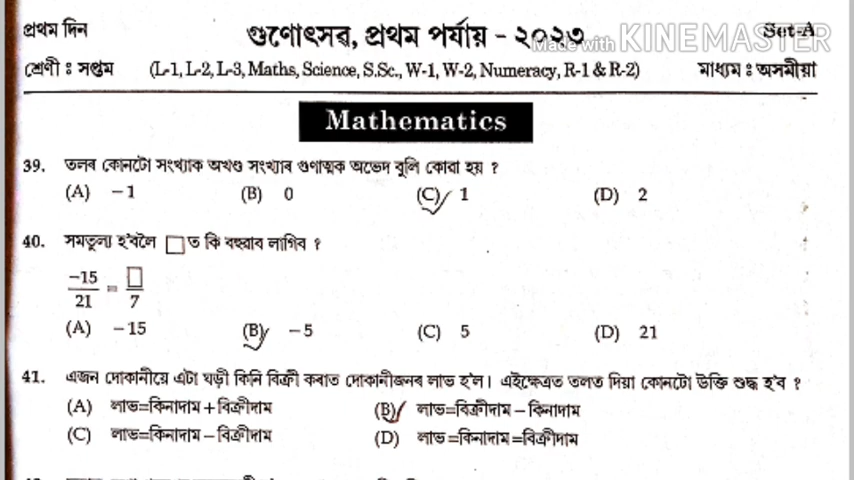 প্ৰথম দিন
গুণোৎসৱ, প্ৰথম পৰ্যায় - ২০২৩
Made with KINEMASTER
Set-A
শ্ৰেণী : সপ্তম (L-1, L-2, L-3, Maths, Science, S.Sc., W-1, W-2, Numeracy, R-1 & R-2) মাধ্যম : অসমীয়া
Mathematics
39. তলৰ কোনটো সংখ্যাক অখণ্ড সংখ্যাৰ গুণাত্মক অভেদ বুলি কোৱা হয় ?
(A) −1 (B) 0 (C) 1 (D) 2
40. সমতুল্য হ'বলৈ □ ত কি বহুৱাব লাগিব ?
−15/21 = □/7
(A) −15 (B) −5 (C) 5 (D) 21
41. এজন দোকানীয়ে এটা ঘড়ী কিনি বিক্ৰী কৰাত দোকানীজনৰ লাভ হ'ল। এইক্ষেত্ৰত তলত দিয়া কোনটো উক্তি শুদ্ধ হ'ব ?
(A) লাভ=কিনাদাম+বিক্ৰীদাম (B) লাভ=বিক্ৰীদাম − কিনাদাম
(C) লাভ=কিনাদাম − বিক্ৰীদাম (D) লাভ=কিনাদাম=বিক্ৰীদাম